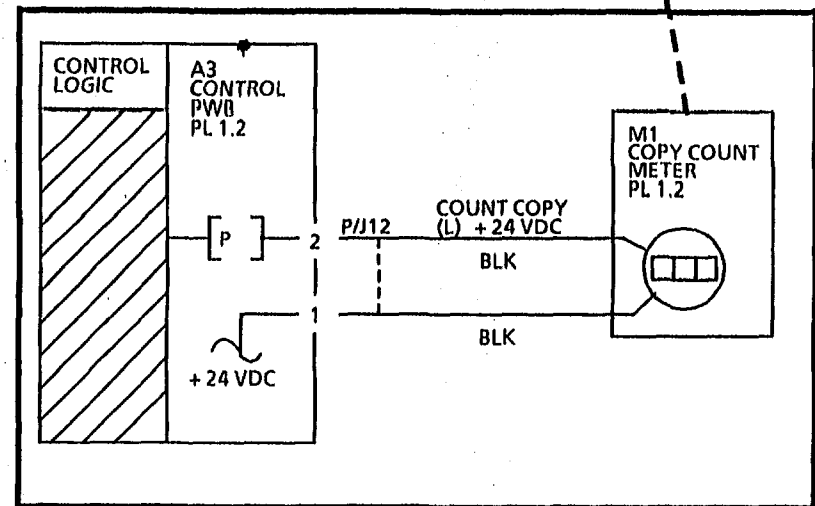 CONTROL
LOGIC
A3
CONTROL
PWB
PL 1.2
P
2
P/J12
COUNT COPY
(L) + 24 VDC
BLK
1
BLK
+ 24 VDC
M1
COPY COUNT
METER
PL 1.2